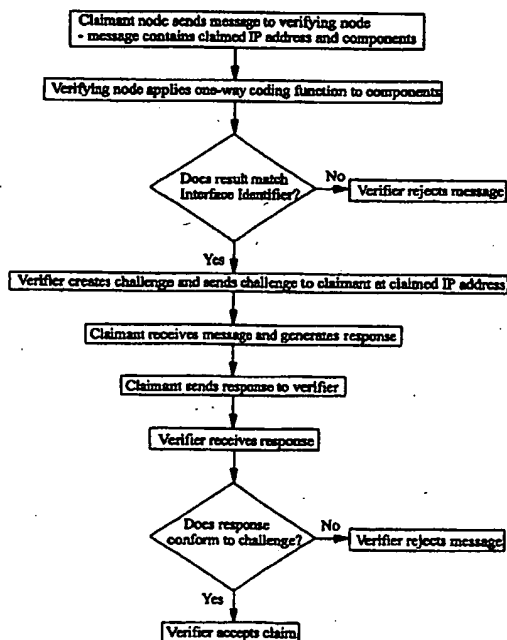 Claimant node sends message to verifying node
- message contains claimed IP address and components
Verifying node applies one-way coding function to components
Does result match
Interface Identifier?
No
Verifier rejects message
Yes
Verifier creates challenge and sends challenge to claimant at claimed IP address
Claimant receives message and generates response
Claimant sends response to verifier
Verifier receives response
Does response
conform to challenge?
No
Verifier rejects message
Yes
Verifier accepts claim